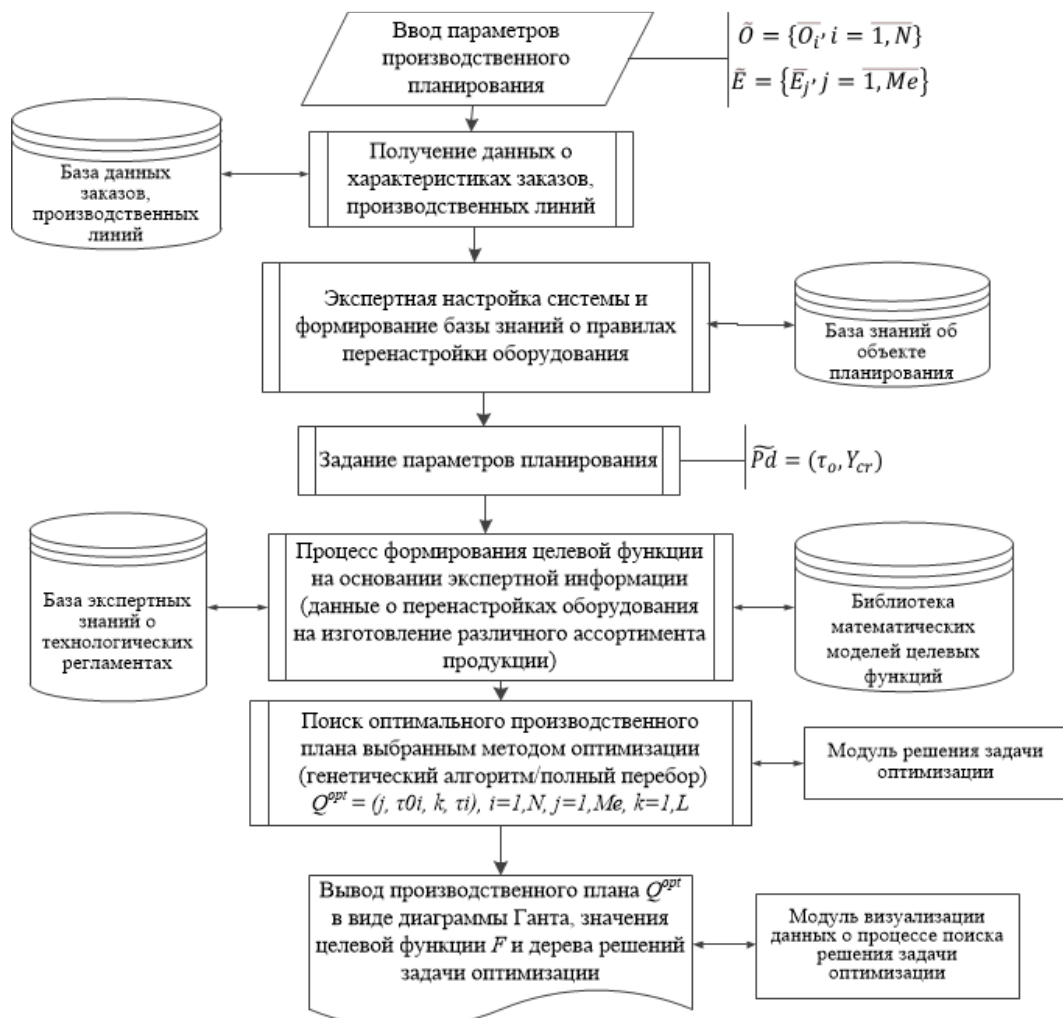 Ввод параметров
производственного
планирования
Õ = {O̅ᵢ, i = 1,N̅}
Ẽ = {E̅ⱼ, j = 1,Me̅}
База данных
заказов,
производственных
линий
Получение данных о
характеристиках заказов,
производственных линий
Экспертная настройка системы и
формирование базы знаний о правилах
перенастройки оборудования
База знаний об
объекте
планирования
Задание параметров планирования
P̃d = (τₒ, Y_cr)
База экспертных
знаний о
технологических
регламентах
Процесс формирования целевой функции
на основании экспертной информации
(данные о перенастройках оборудования
на изготовление различного ассортимента
продукции)
Библиотека
математических
моделей целевых
функций
Поиск оптимального производственного
плана выбранным методом оптимизации
(генетический алгоритм/полный перебор)
Q^opt = (j, τ0i, k, τi), i=1,N, j=1,Me, k=1,L
Модуль решения задачи
оптимизации
Вывод производственного плана Q^opt
в виде диаграммы Ганта, значения
целевой функции F и дерева решений
задачи оптимизации
Модуль визуализации
данных о процессе поиска
решения задачи
оптимизации